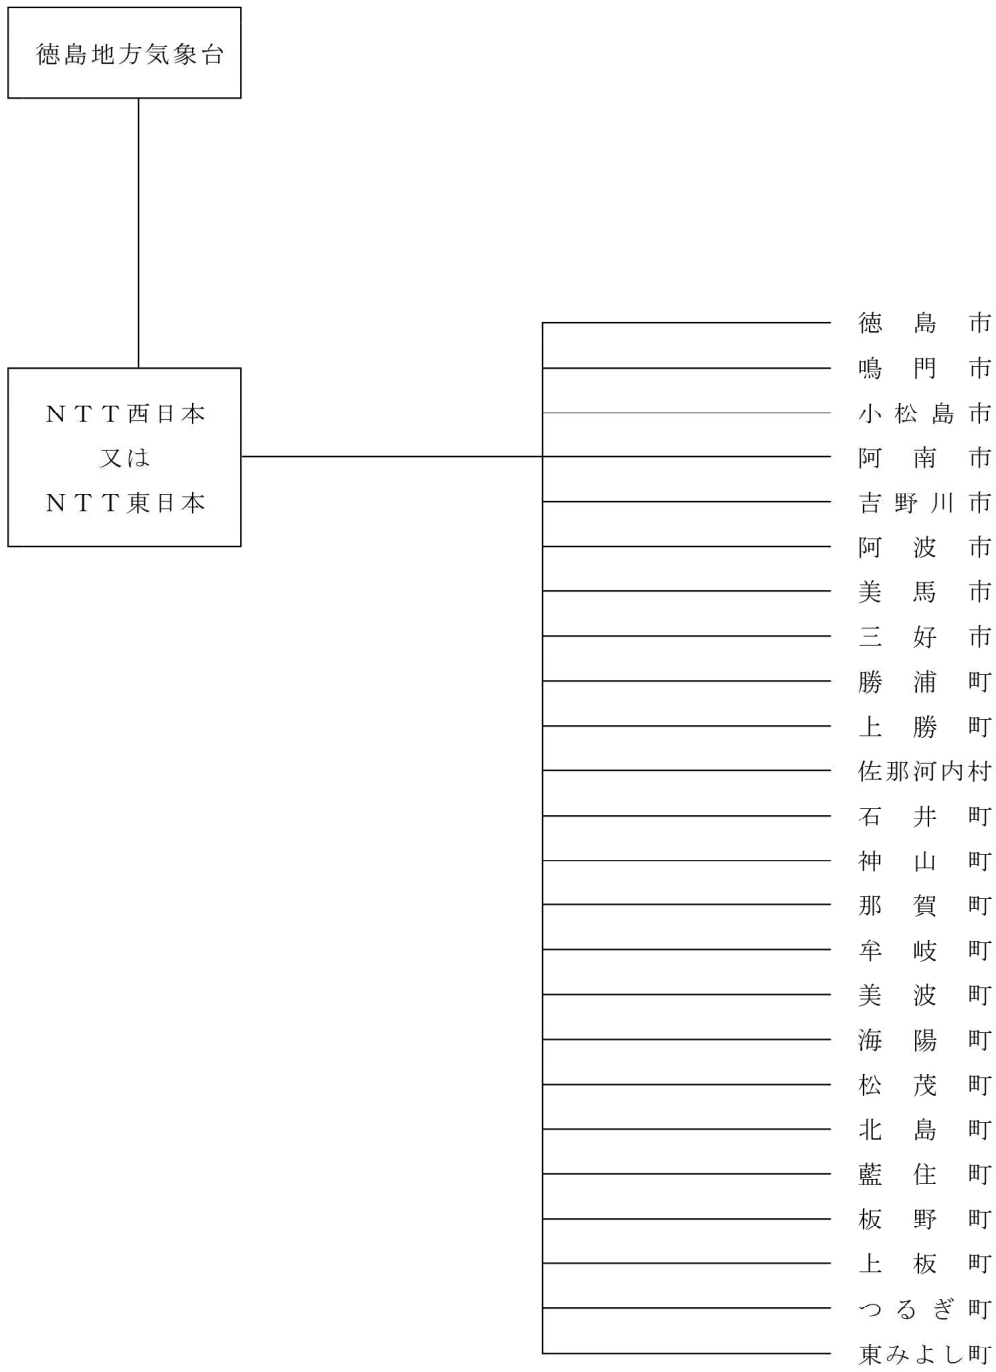 徳島地方気象台
ＮＴＴ西日本
又は
ＮＴＴ東日本
徳島市
鳴門市
小松島市
阿南市
吉野川市
阿波市
美馬市
三好市
勝浦町
上勝町
佐那河内村
石井町
神山町
那賀町
牟岐町
美波町
海陽町
松茂町
北島町
藍住町
板野町
上板町
つるぎ町
東みよし町